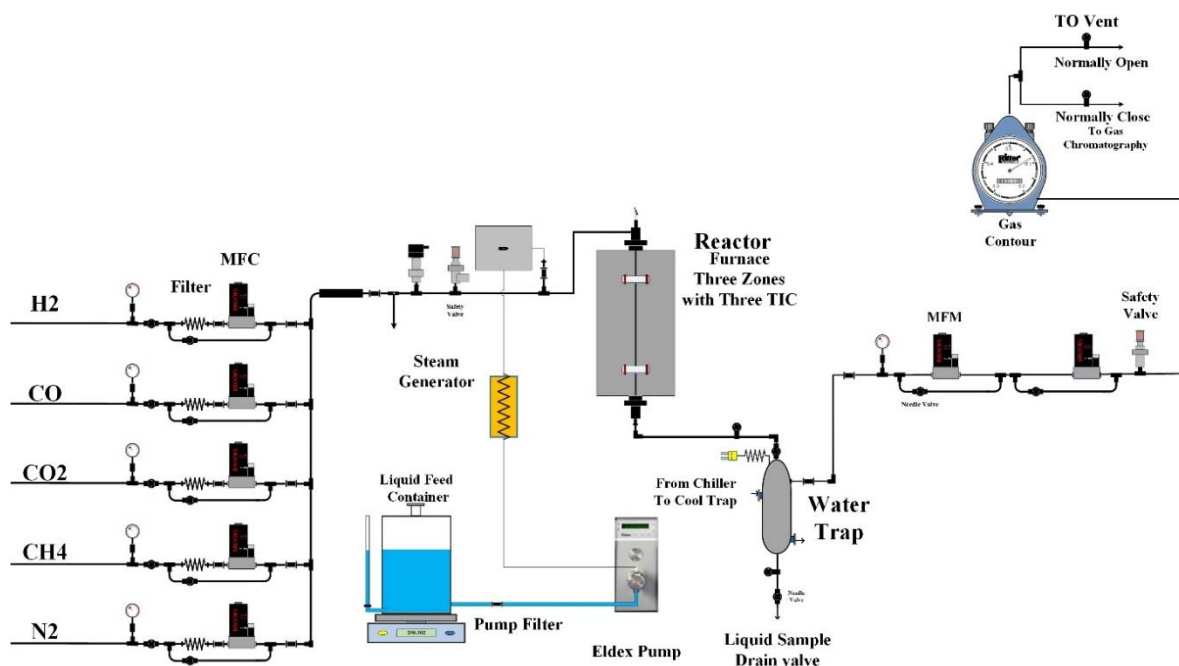 TO Vent
Normally Open
Normally Close
To Gas
Chromatography
Ritter
Gas
Contour
Reactor
Furnace
Three Zones
with Three TIC
MFC
Filter
H2
Safety
Valve
Safety
Valve
MFM
Needle Valve
Steam
Generator
CO
CO2
Liquid Feed
Container
From Chiller
To Cool Trap
Water
Trap
CH4
N2
Pump Filter
Eldex Pump
Needle
Valve
Liquid Sample
Drain valve